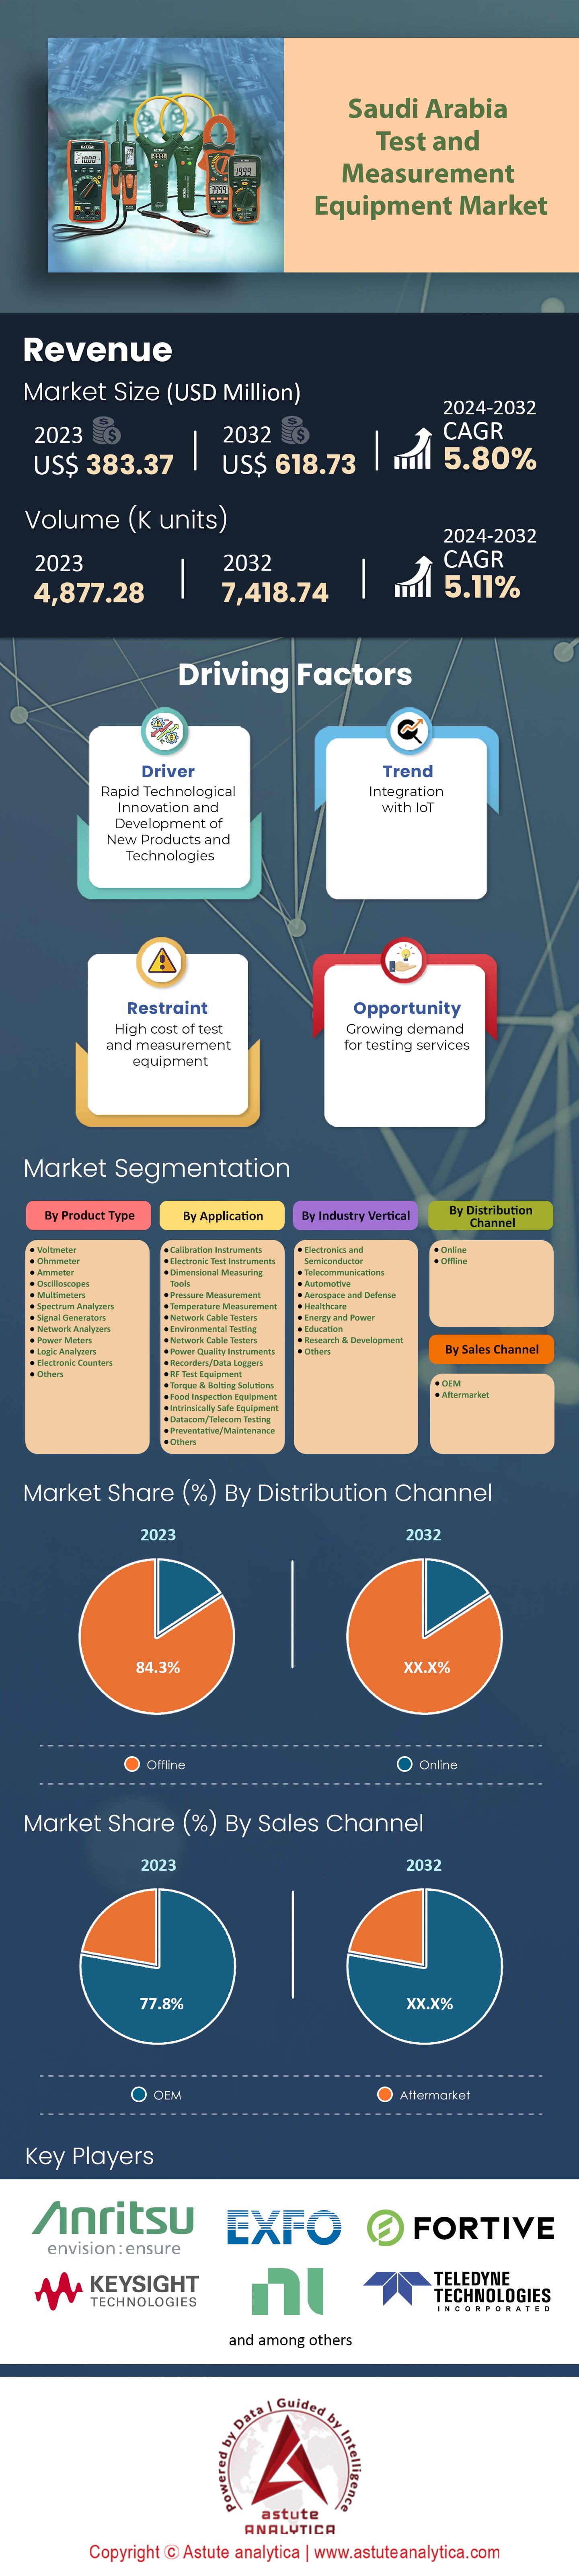 Saudi Arabia
Test and
Measurement
Equipment Market
Revenue
Market Size (USD Million)
2023
US$ 383.37
2032
US$ 618.73
2024-2032
CAGR
5.80%
Volume (K units)
2023
4,877.28
2032
7,418.74
2024-2032
CAGR
5.11%
Driving Factors
Driver
Rapid Technological
Innovation and
Development of
New Products and
Technologies
Trend
Integration
with IoT
Restraint
High cost of test
and measurement
equipment
Opportunity
Growing demand
for testing services
Market Segmentation
By Product Type
Voltmeter
Ohmmeter
Ammeter
Oscilloscopes
Multimeters
Spectrum Analyzers
Signal Generators
Network Analyzers
Power Meters
Logic Analyzers
Electronic Counters
Others
By Application
Calibration Instruments
Electronic Test Instruments
Dimensional Measuring
Tools
Pressure Measurement
Temperature Measurement
Network Cable Testers
Environmental Testing
Network Cable Testers
Power Quality Instruments
Recorders/Data Loggers
RF Test Equipment
Torque & Bolting Solutions
Food Inspection Equipment
Intrinsically Safe Equipment
Datacom/Telecom Testing
Preventative/Maintenance
Others
By Industry Vertical
Electronics and
Semiconductor
Telecommunications
Automotive
Aerospace and Defense
Healthcare
Energy and Power
Education
Research & Development
Others
By Distribution
Channel
Online
Offline
By Sales Channel
OEM
Aftermarket
Market Share (%) By Distribution Channel
2023
84.3%
2032
XX.X%
Offline
Online
Market Share (%) By Sales Channel
2023
77.8%
2032
XX.X%
OEM
Aftermarket
Key Players
Anritsu
envision : ensure
EXFO
FORTIVE
KEYSIGHT
TECHNOLOGIES
ni
TELEDYNE
TECHNOLOGIES
INCORPORATED
and among others
Powered by Data | Guided by Intelligence
astute
ANALYTICA
Copyright © Astute analytica | www.astuteanalytica.com